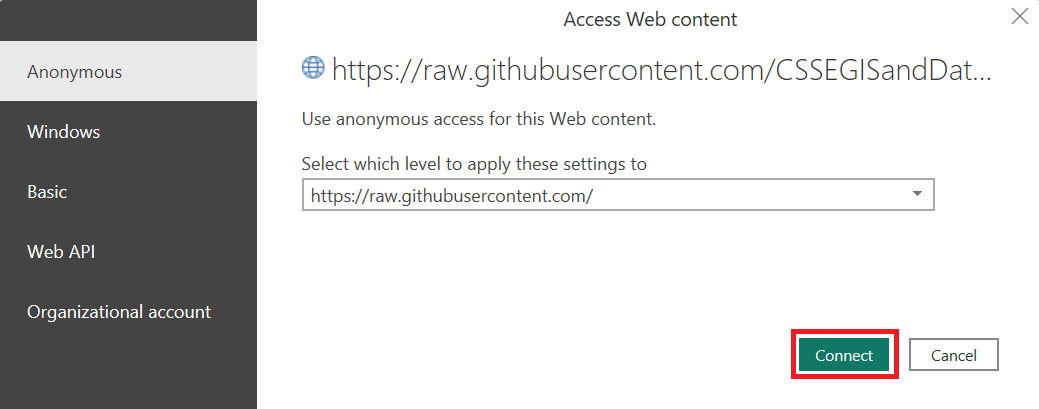 Access Web content
Anonymous
Windows
Basic
Web API
Organizational account
https://raw.githubusercontent.com/CSSEGISandDat...
Use anonymous access for this Web content.
Select which level to apply these settings to
https://raw.githubusercontent.com/
Connect
Cancel